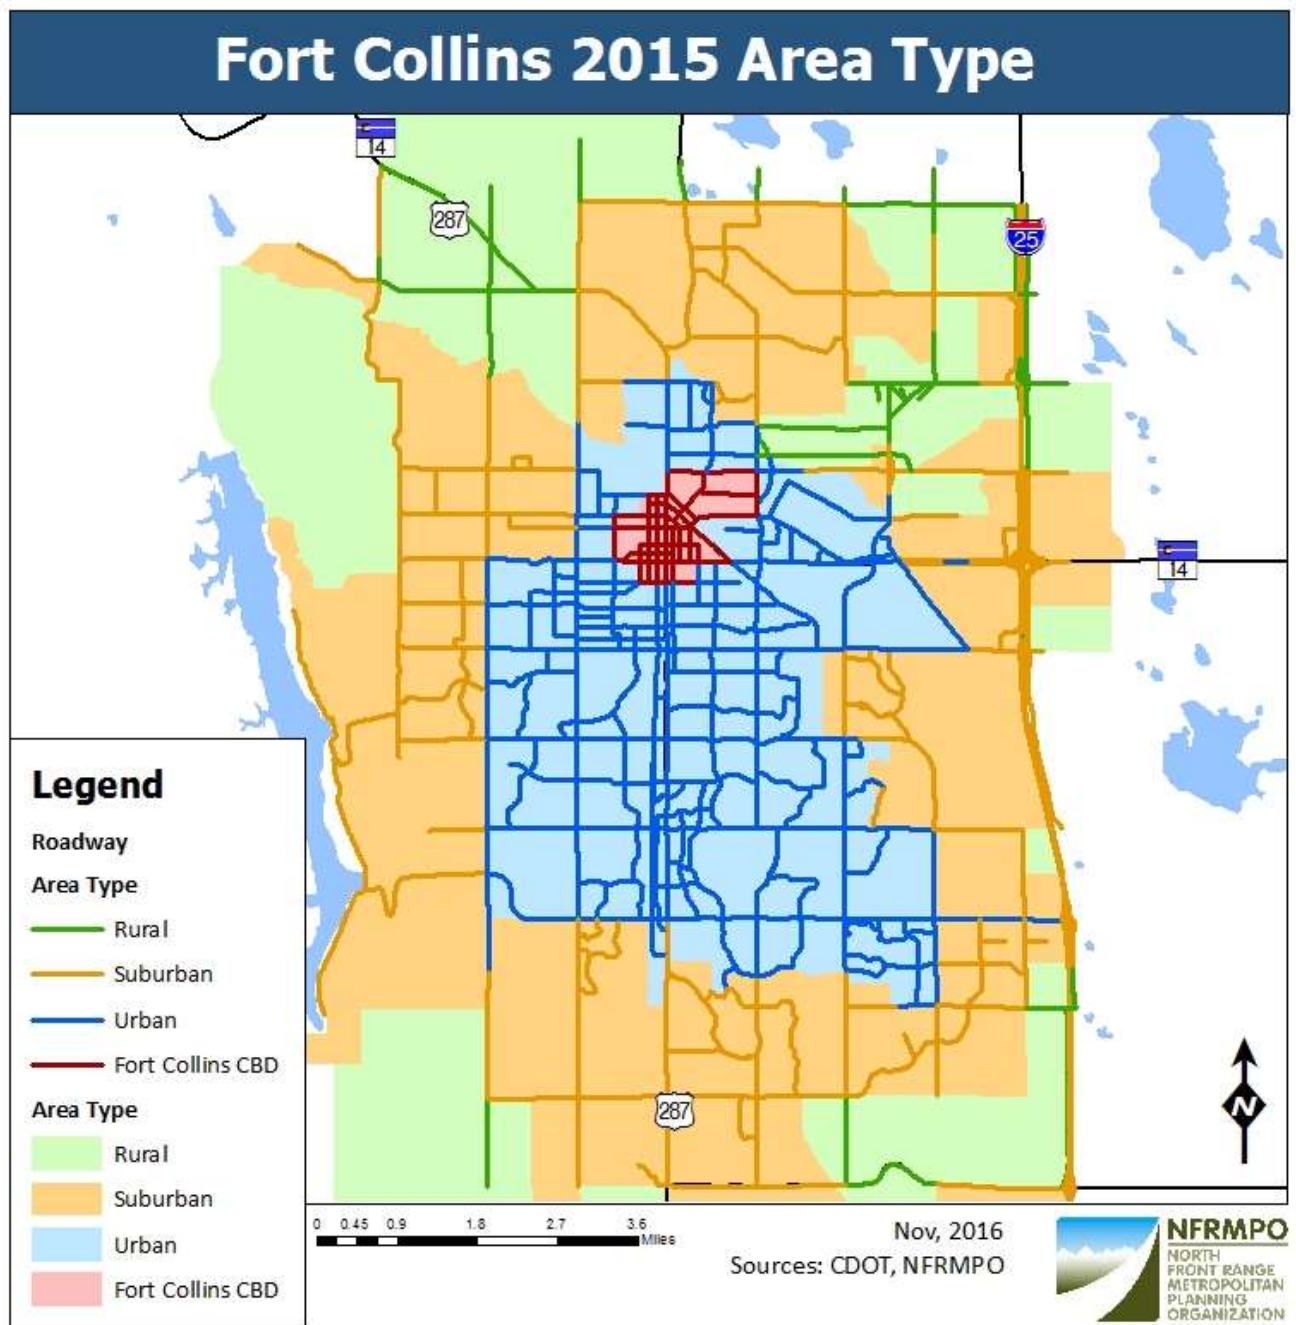 Fort Collins 2015 Area Type
14
287
25
14
287
Legend
Roadway
Area Type
Rural
Suburban
Urban
Fort Collins CBD
Area Type
Rural
Suburban
Urban
Fort Collins CBD
0 0.45 0.9 1.8 2.7 3.6
Miles
N
Nov, 2016
Sources: CDOT, NFRMPO
NFRMPO
NORTH
FRONT RANGE
METROPOLITAN
PLANNING
ORGANIZATION